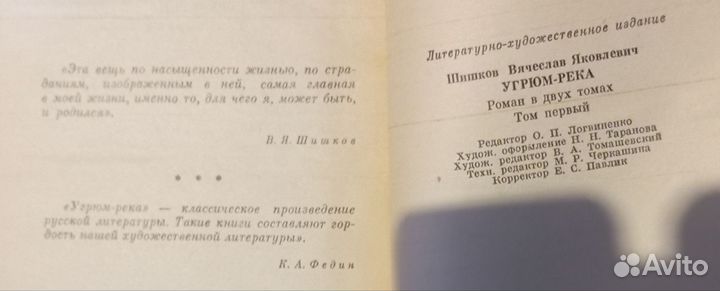 «Эта вещь по насыщенности жизнью, по стра-
даниям, изображенным в ней, самая главная
в моей жизни, именно то, для чего я, может быть,
и родился».
В. Я. Шишков
* * *
«Угрюм-река» — классическое произведение
русской литературы. Такие книги составляют гор-
дость нашей художественной литературы».
К. А. Федин
Литературно-художественное издание
Шишков Вячеслав Яковлевич
УГРЮМ-РЕКА
Роман в двух томах
Том первый
Редактор О. П. Логвиненко
Худож. оформление Н. Н. Таранова
Худож. редактор В. А. Томашевский
Техн. редактор М. Р. Черкашина
Корректор Е. С. Павлик
Avito